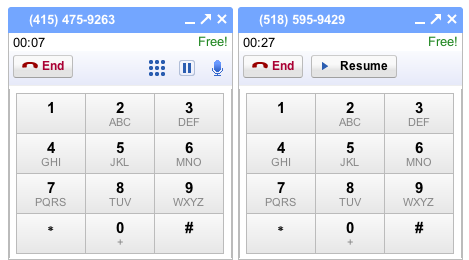 (415) 475-9263
00:07 Free!
End
1 2 3
ABC DEF
4 5 6
GHI JKL MNO
7 8 9
PQRS TUV WXYZ
* 0 #
+
(518) 595-9429
00:27 Free!
End Resume
1 2 3
ABC DEF
4 5 6
GHI JKL MNO
7 8 9
PQRS TUV WXYZ
* 0 #
+